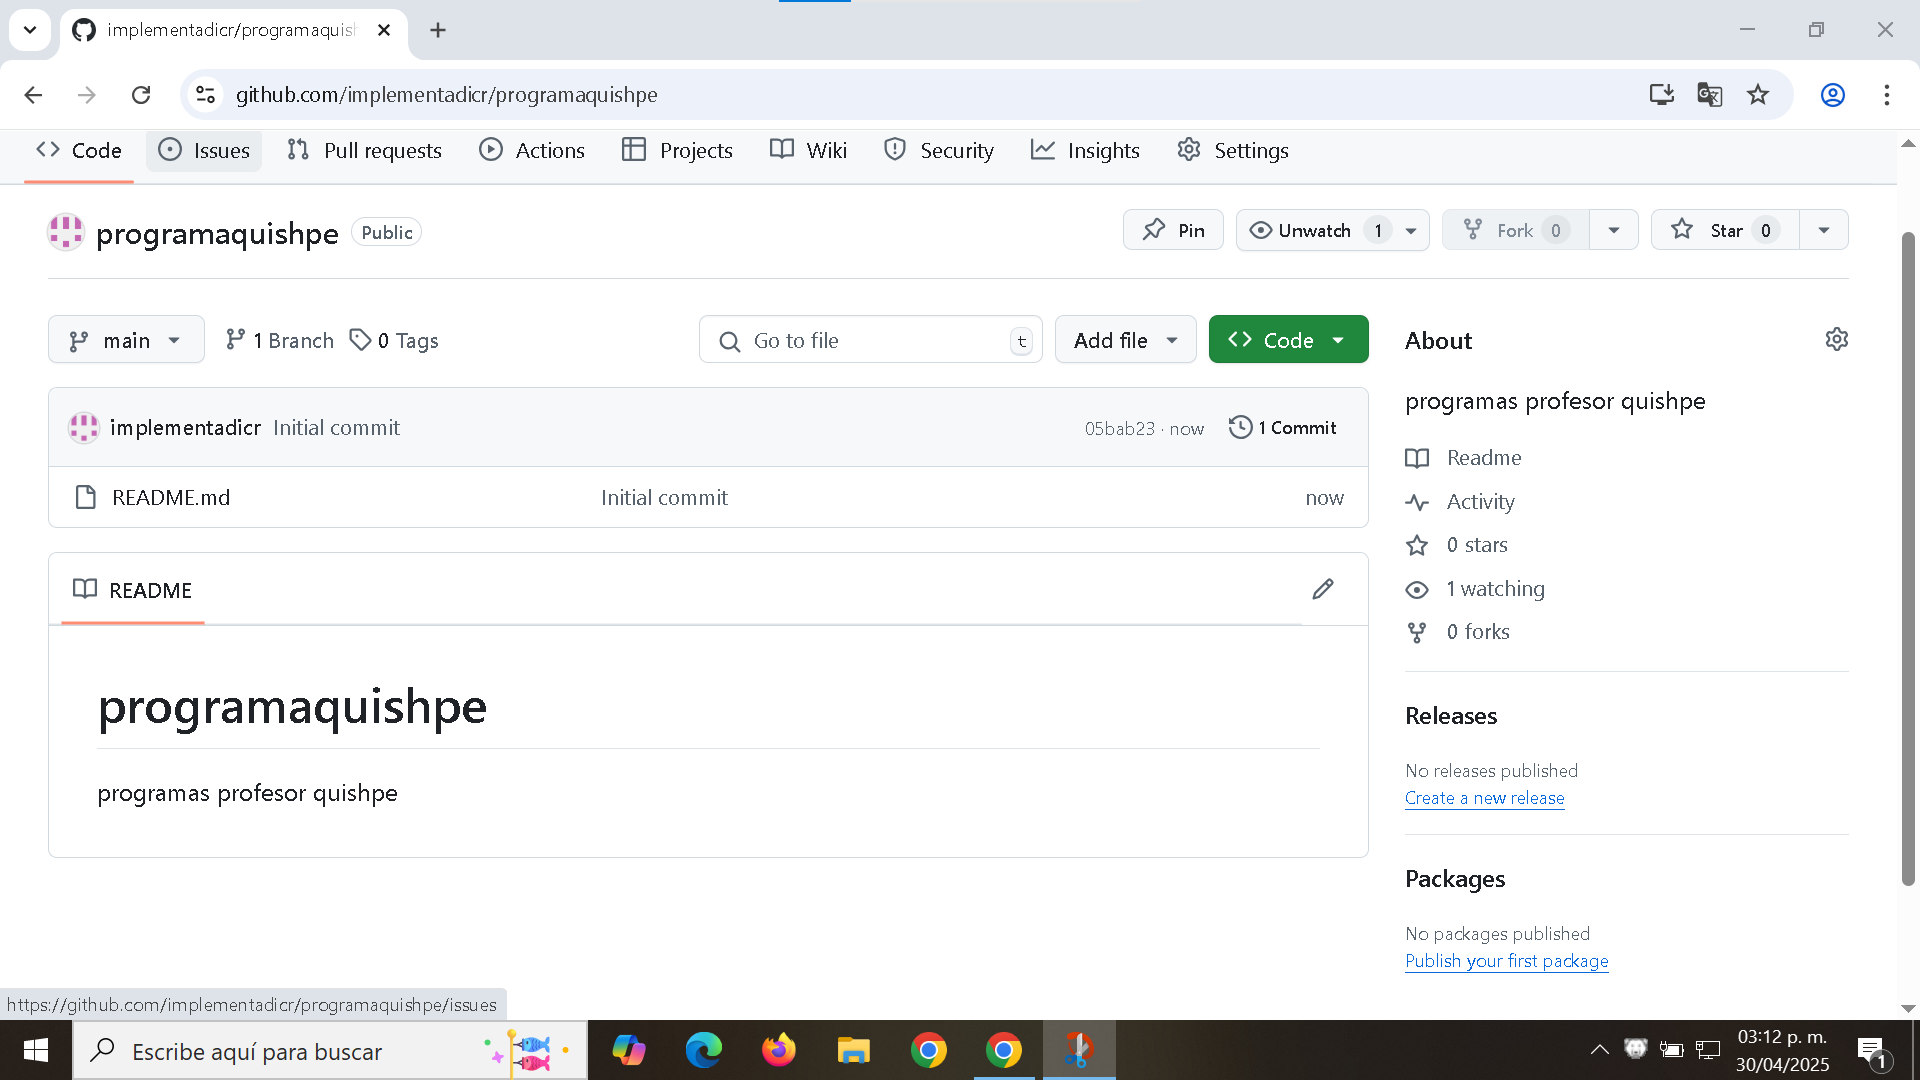 implementadicr/programaquish
github.com/implementadicr/programaquishpe
Code Issues Pull requests Actions Projects Wiki Security Insights Settings
programaquishpe Public
Pin Unwatch 1 Fork 0 Star 0
main 1 Branch 0 Tags Go to file t Add file Code
implementadicr Initial commit 05bab23 · now 1 Commit
README.md Initial commit now
README
programaquishpe
programas profesor quishpe
About
programas profesor quishpe
Readme
Activity
0 stars
1 watching
0 forks
Releases
No releases published
Create a new release
Packages
No packages published
Publish your first package
https://github.com/implementadicr/programaquishpe/issues
Escribe aquí para buscar
03:12 p. m.
30/04/2025
1